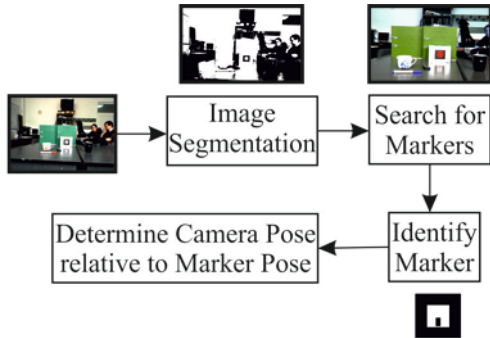 Image
Segmentation
Search for
Markers
Identify
Marker
Determine Camera Pose
relative to Marker Pose